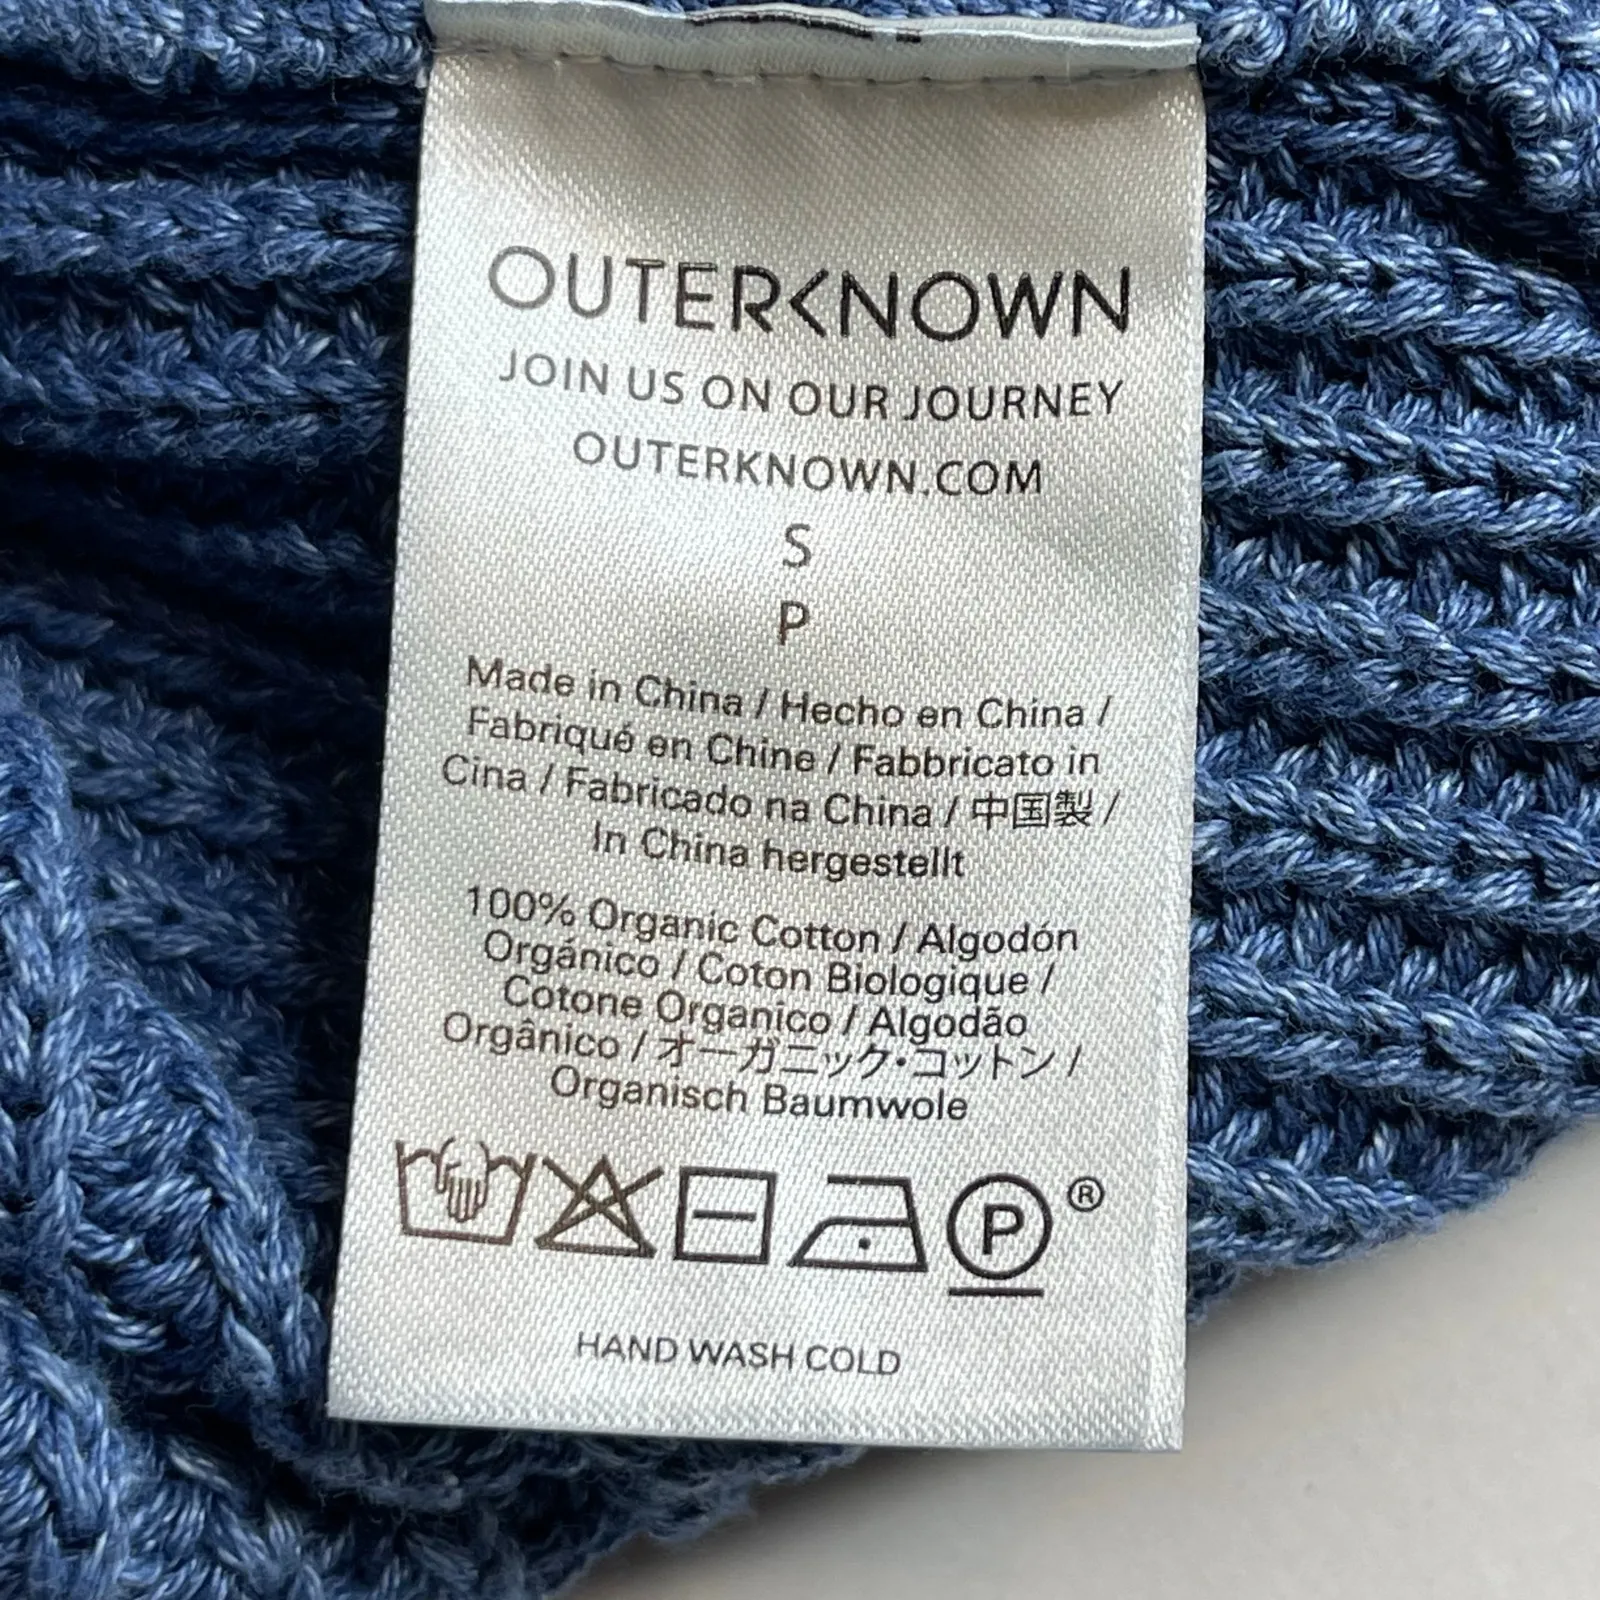 OUTERKNOWN
JOIN US ON OUR JOURNEY
OUTERKNOWN.COM
S
P
Made in China / Hecho en China /
Fabriqué en Chine / Fabbricato in
Cina / Fabricado na China / 中国製 /
In China hergestellt
100% Organic Cotton / Algodón
Orgánico / Coton Biologique /
Cotone Organico / Algodão
Orgânico / オーガニック・コットン /
Organisch Baumwole
P ®
HAND WASH COLD